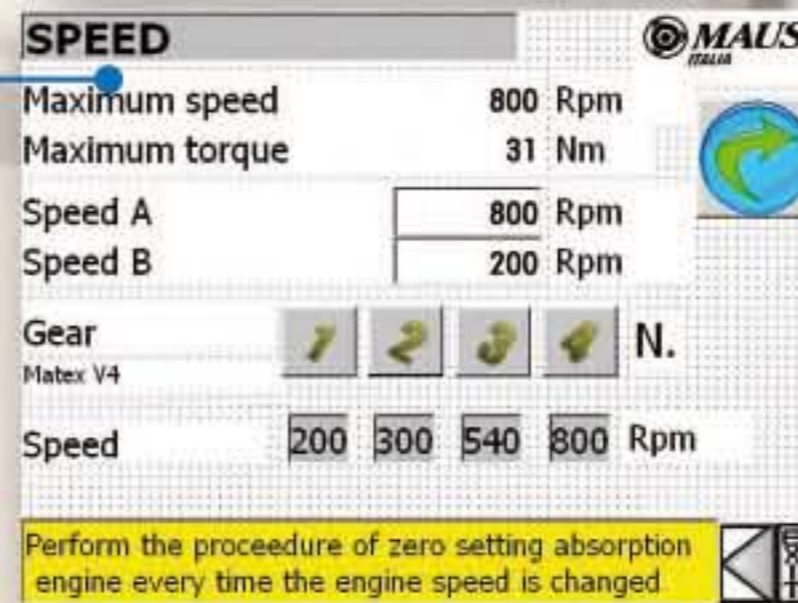 SPEED
MAUS
ITALIA
Maximum speed 800 Rpm
Maximum torque 31 Nm
Speed A 800 Rpm
Speed B 200 Rpm
Gear 1 2 3 4 N.
Matex V4
Speed 200 300 540 800 Rpm
Perform the proceedure of zero setting absorption
engine every time the engine speed is changed